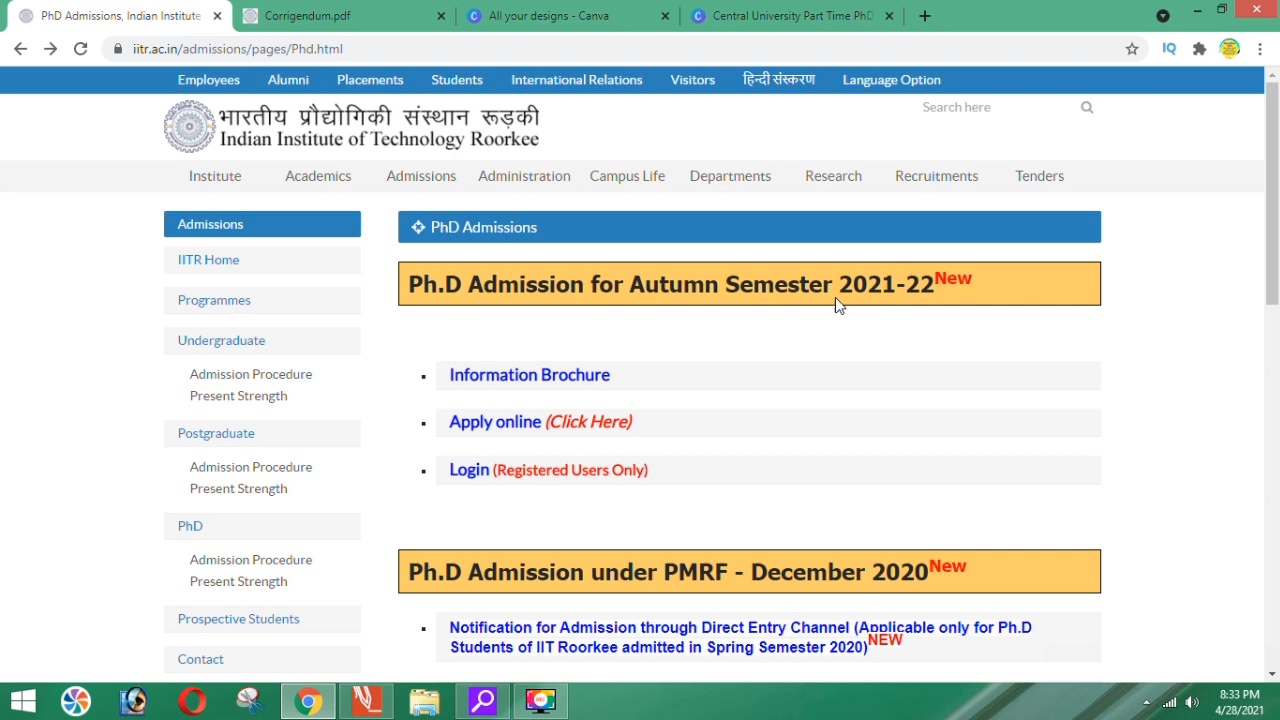 PhD Admissions, Indian Institute
Corrigendum.pdf
All your designs - Canva
Central University Part Time PhD
iitr.ac.in/admissions/pages/Phd.html
IQ
Employees Alumni Placements Students International Relations Visitors हिन्दी संस्करण Language Option
भारतीय प्रौद्योगिकी संस्थान रूड़की
Indian Institute of Technology Roorkee
Search here
Institute Academics Admissions Administration Campus Life Departments Research Recruitments Tenders
Admissions
IITR Home
Programmes
Undergraduate
Admission Procedure
Present Strength
Postgraduate
Admission Procedure
Present Strength
PhD
Admission Procedure
Present Strength
Prospective Students
Contact
PhD Admissions
Ph.D Admission for Autumn Semester 2021-22New
▪ Information Brochure
▪ Apply online (Click Here)
▪ Login (Registered Users Only)
Ph.D Admission under PMRF - December 2020New
▪ Notification for Admission through Direct Entry Channel (Applicable only for Ph.D
Students of IIT Roorkee admitted in Spring Semester 2020)NEW
8:33 PM
4/28/2021